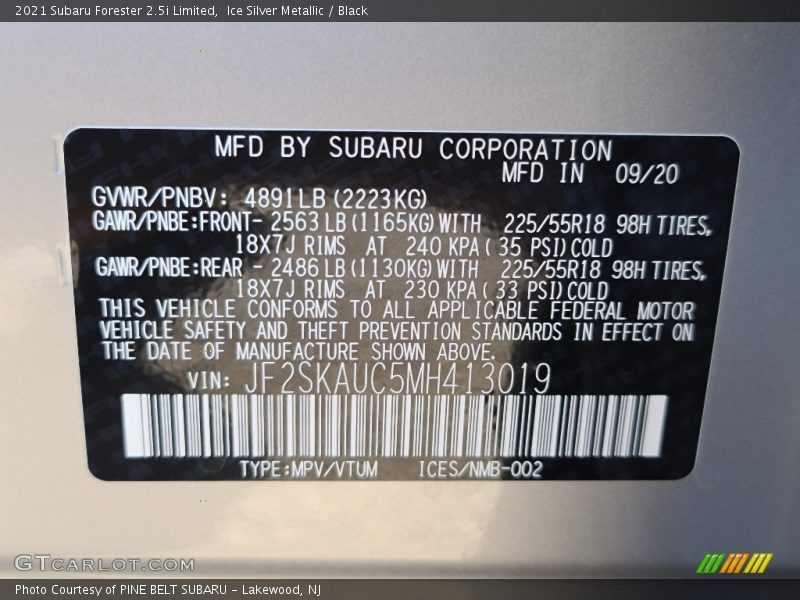 2021 Subaru Forester 2.5i Limited,  Ice Silver Metallic / Black
MFD BY SUBARU CORPORATION
MFD IN 09/20
GVWR/PNBV: 4891LB(2223KG)
GAWR/PNBE:FRONT- 2563LB(1165KG)WITH 225/55R18 98H TIRES,
18X7J RIMS AT 240 KPA(35 PSI)COLD
GAWR/PNBE:REAR - 2486LB(1130KG)WITH 225/55R18 98H TIRES,
18X7J RIMS AT 230 KPA(33 PSI)COLD
THIS VEHICLE CONFORMS TO ALL APPLICABLE FEDERAL MOTOR
VEHICLE SAFETY AND THEFT PREVENTION STANDARDS IN EFFECT ON
THE DATE OF MANUFACTURE SHOWN ABOVE.
VIN: JF2SKAUC5MH413019
TYPE:MPV/VTUM ICES/NMB-002
GTCARLOT.COM
Photo Courtesy of PINE BELT SUBARU - Lakewood, NJ